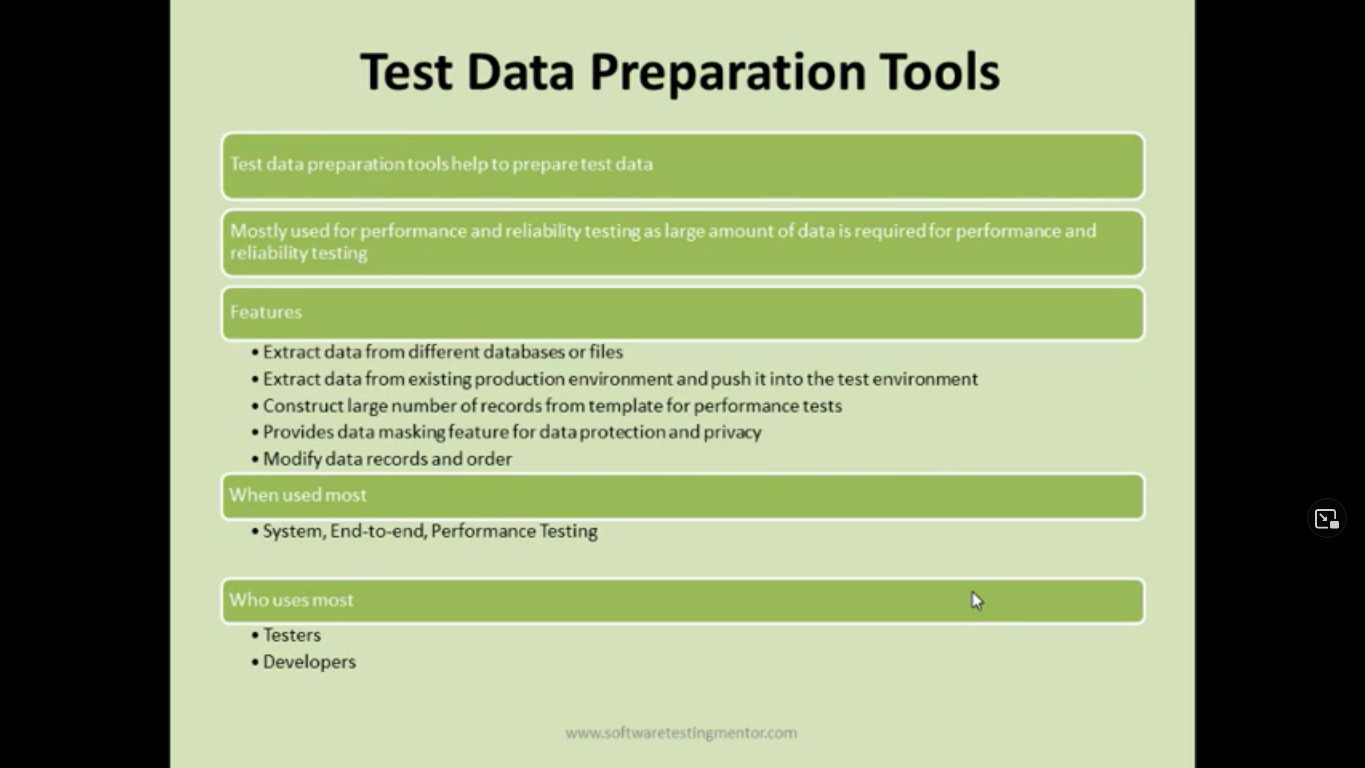 Test Data Preparation Tools
Test data preparation tools help to prepare test data
Mostly used for performance and reliability testing as large amount of data is required for performance and
reliability testing
Features
• Extract data from different databases or files
• Extract data from existing production environment and push it into the test environment
• Construct large number of records from template for performance tests
• Provides data masking feature for data protection and privacy
• Modify data records and order
When used most
• System, End-to-end, Performance Testing
Who uses most
• Testers
• Developers
www.softwaretestingmentor.com